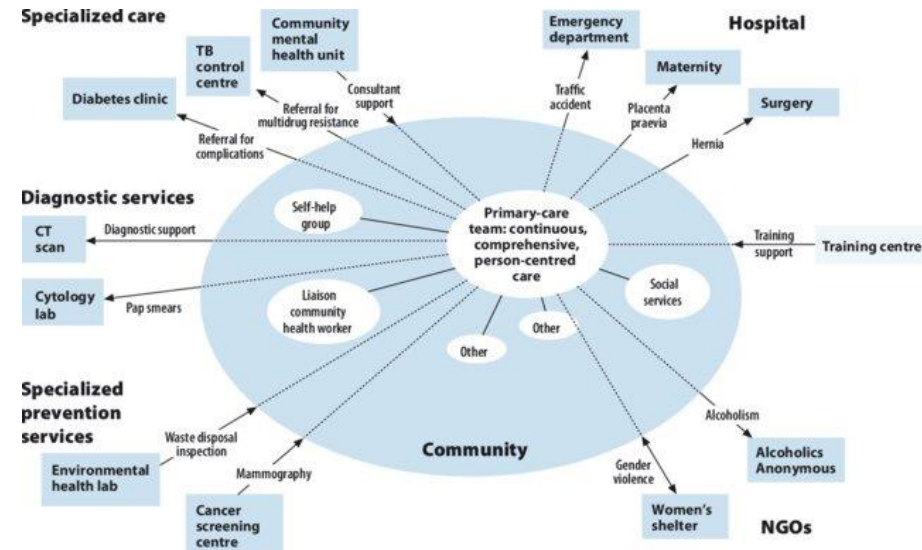 Specialized care
Community
mental
health unit
TB
control
centre
Diabetes clinic
Consultant
support
Referral for
multidrug resistance
Referral for
complications
Emergency
department
Hospital
Maternity
Surgery
Traffic
accident
Placenta
praevia
Hernia
Diagnostic services
CT
scan
Diagnostic support
Cytology
lab
Pap smears
Self-help
group
Primary-care
team: continuous,
comprehensive,
person-centred
care
Training
support
Training centre
Liaison
community
health worker
Other
Other
Social
services
Specialized
prevention
services
Waste disposal
inspection
Environmental
health lab
Mammography
Cancer
screening
centre
Community
Alcoholism
Alcoholics
Anonymous
Gender
violence
Women's
shelter
NGOs